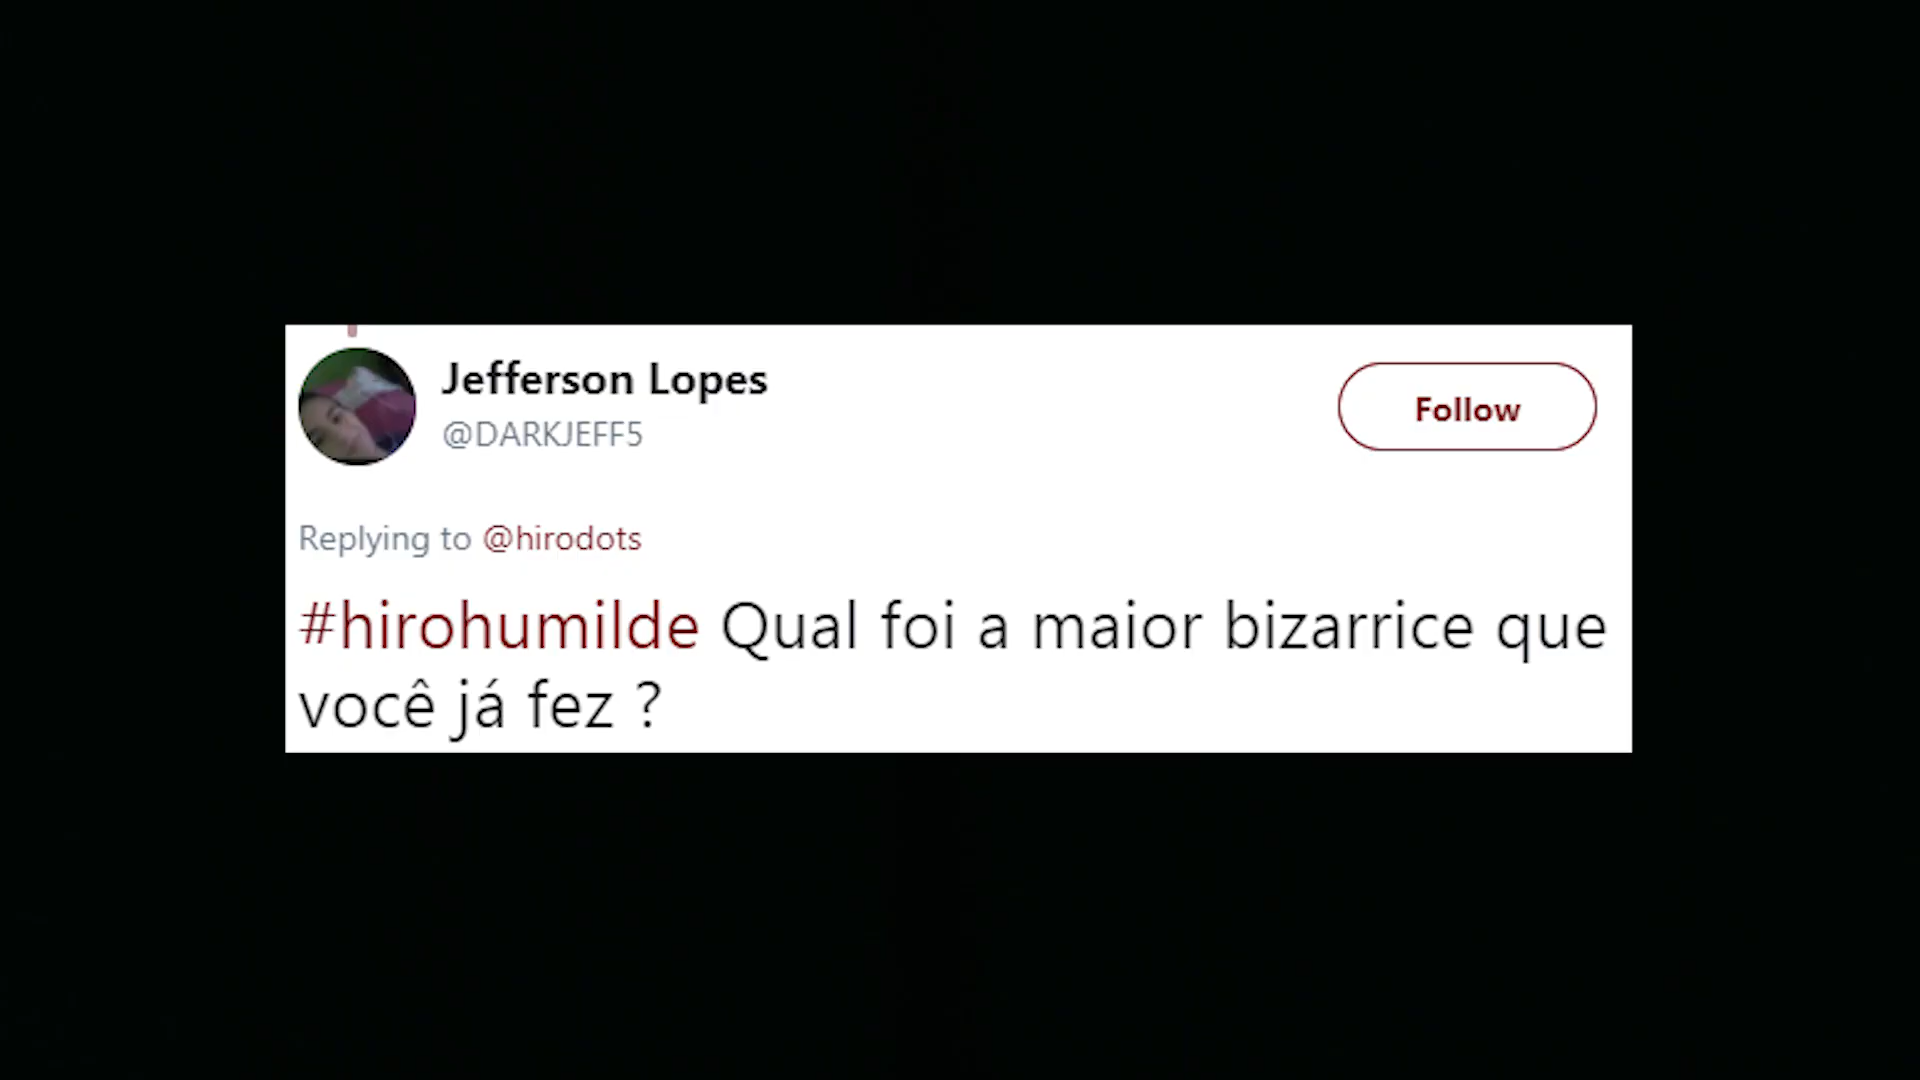 Jefferson Lopes
Follow
@DARKJEFF5
Replying to @hirodots
#hirohumilde Qual foi a maior bizarrice que
você já fez ?